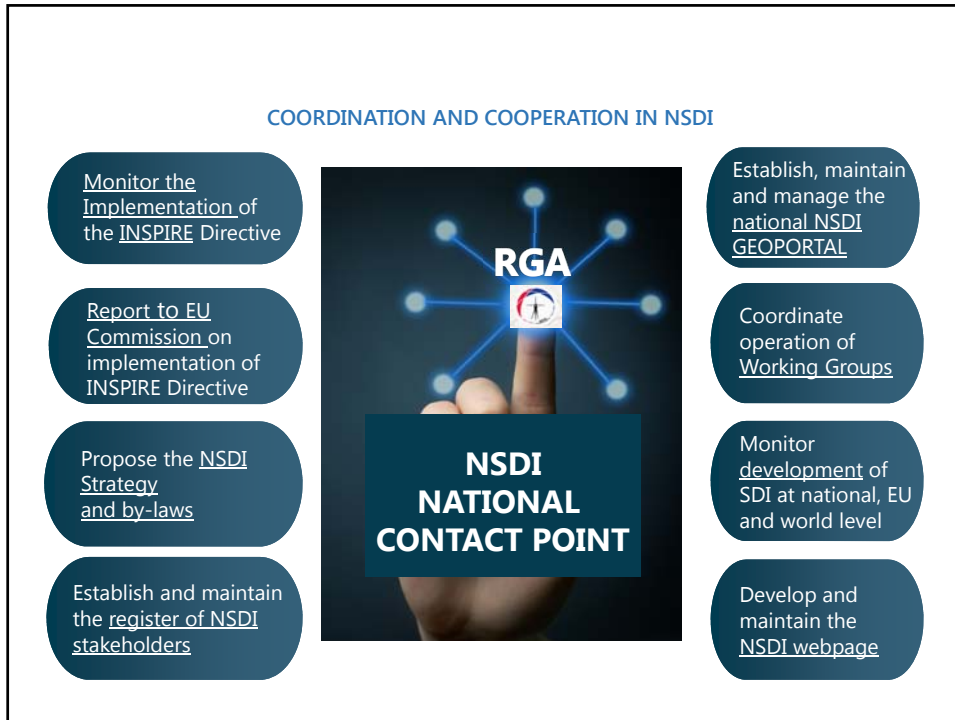 COORDINATION AND COOPERATION IN NSDI
Monitor the
Implementation of
the INSPIRE Directive
Report to EU
Commission on
implementation of
INSPIRE Directive
Propose the NSDI
Strategy
and by-laws
Establish and maintain
the register of NSDI
stakeholders
RGA
NSDI
NATIONAL
CONTACT POINT
Establish, maintain
and manage the
national NSDI
GEOPORTAL
Coordinate
operation of
Working Groups
Monitor
development of
SDI at national, EU
and world level
Develop and
maintain the
NSDI webpage